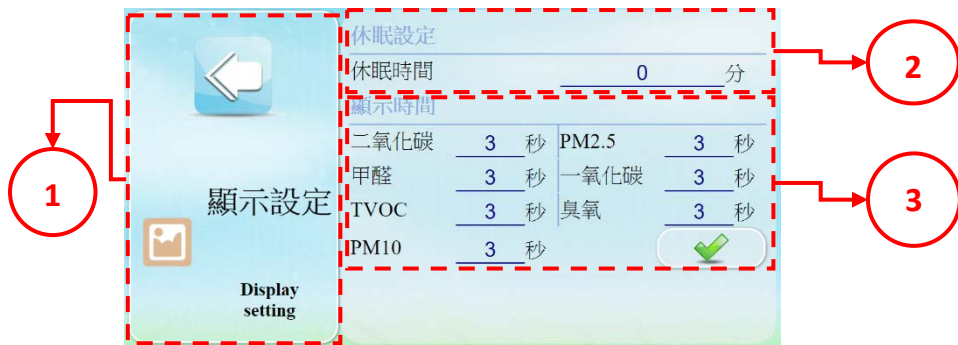 1
顯示設定
Display
setting
休眠設定
休眠時間 0 分
2
顯示時間
二氧化碳 3 秒 PM2.5 3 秒
甲醛 3 秒 一氧化碳 3 秒
TVOC 3 秒 臭氧 3 秒
PM10 3 秒
3